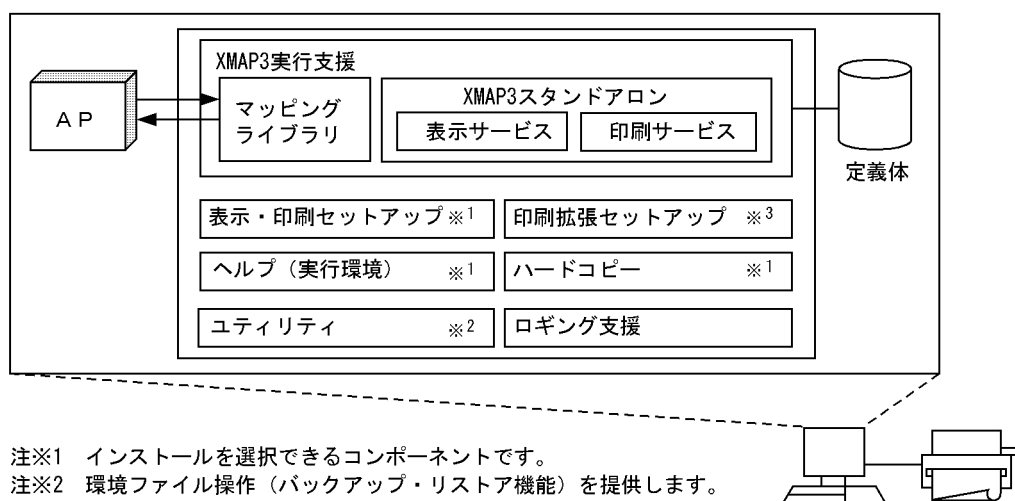 XMAP3実行支援
AP
マッピング
ライブラリ
XMAP3スタンドアロン
表示サービス
印刷サービス
定義体
表示・印刷セットアップ※1
印刷拡張セットアップ ※3
ヘルプ（実行環境） ※1
ハードコピー ※1
ユティリティ ※2
ロギング支援
注※1 インストールを選択できるコンポーネントです。
注※2 環境ファイル操作（バックアップ・リストア機能）を提供します。